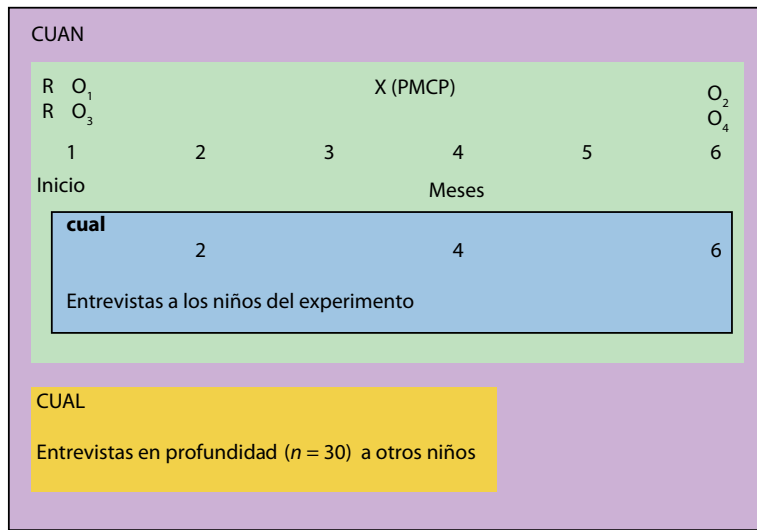 CUAN
R O₁ X (PMCP) O₂
R O₃ O₄
1 2 3 4 5 6
Inicio Meses
cual
2 4 6
Entrevistas a los niños del experimento
CUAL
Entrevistas en profundidad (n = 30) a otros niños